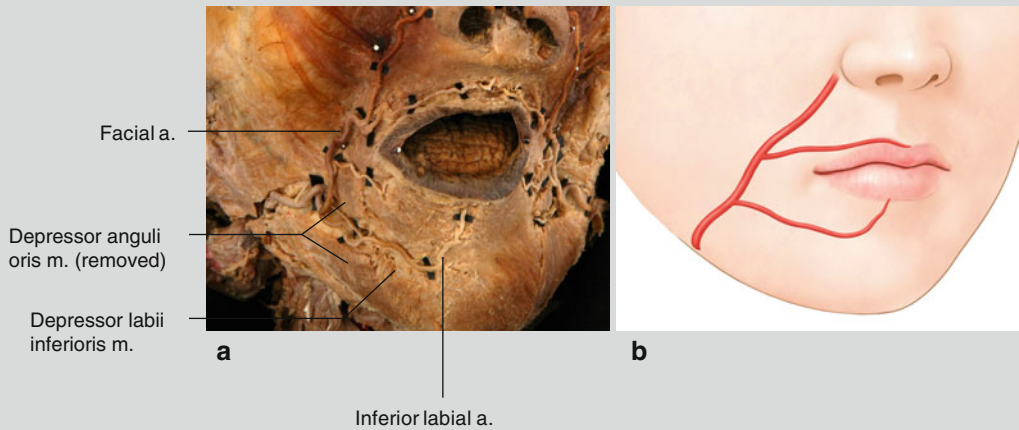 Facial a.
Depressor anguli
oris m. (removed)
Depressor labii
inferioris m.
a
b
Inferior labial a.